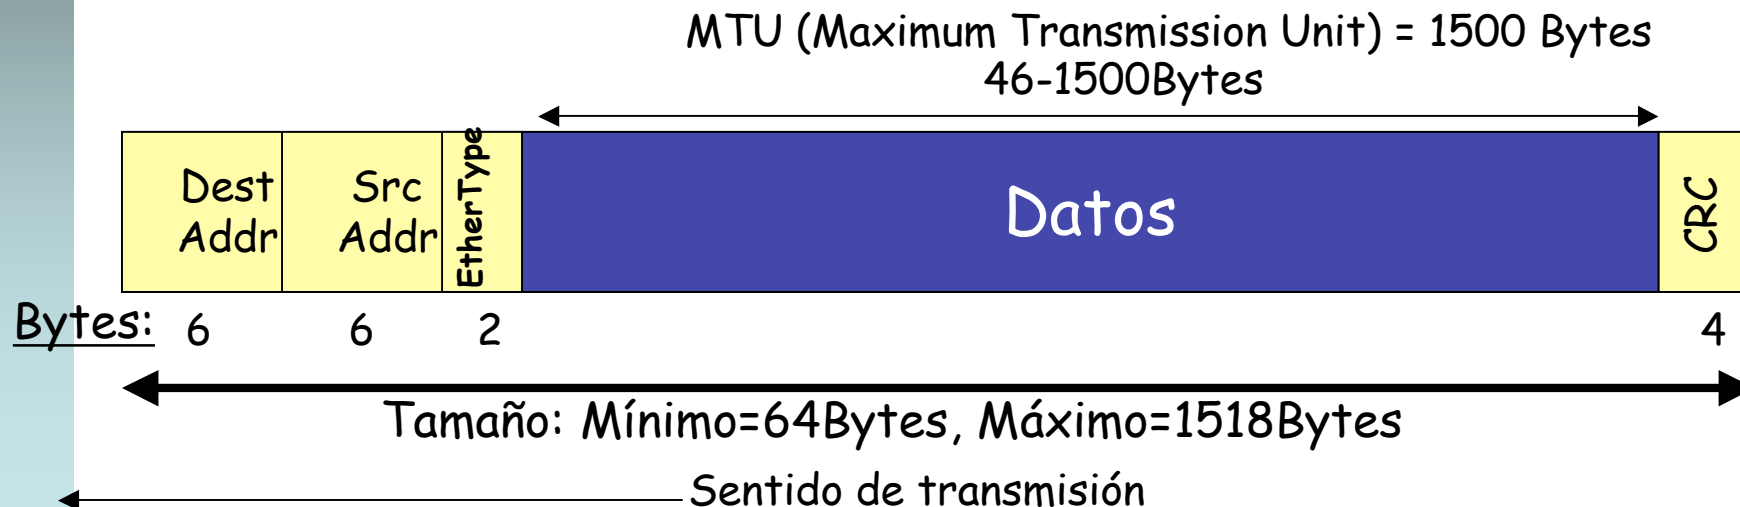 MTU (Maximum Transmission Unit) = 1500 Bytes
46-1500Bytes
Dest
Addr
Src
Addr
EtherType
Datos
CRC
Bytes: 6 6 2 4
Tamaño: Mínimo=64Bytes, Máximo=1518Bytes
Sentido de transmisión